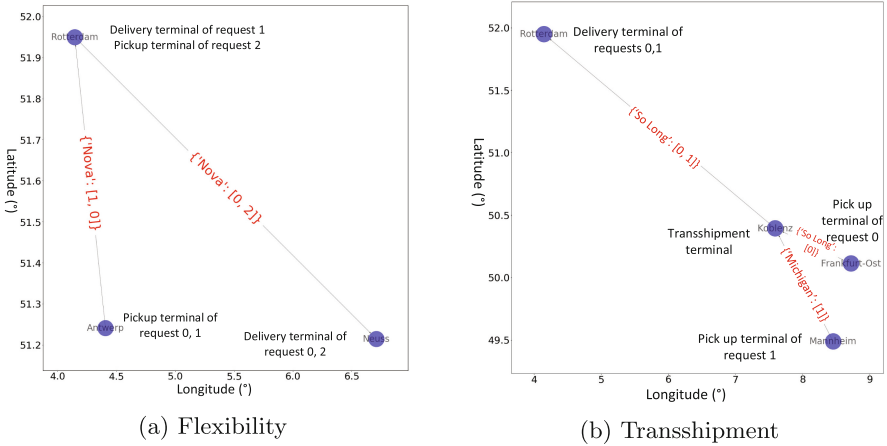 52.0
51.9
51.8
51.7
51.6
51.5
51.4
51.3
51.2
Latitude (°)
Rotterdam
Delivery terminal of request 1
Pickup terminal of request 2
{'Nova': [1, 0]}
{'Nova': [0, 2]}
Antwerp
Pickup terminal of
request 0, 1
Delivery terminal of
request 0, 2
Neuss
4.0 4.5 5.0 5.5 6.0 6.5
Longitude (°)
(a) Flexibility
52.0
51.5
51.0
50.5
50.0
49.5
Latitude (°)
Rotterdam
Delivery terminal of
requests 0,1
{'So Long': [0, 1]}
Koblenz
Transshipment
terminal
Pick up
terminal of
request 0
{'So Long':
[0]}
Frankfurt-Ost
{'Michigan': [1]}
Pick up terminal of
request 1
Mannheim
4 5 6 7 8 9
Longitude (°)
(b) Transshipment